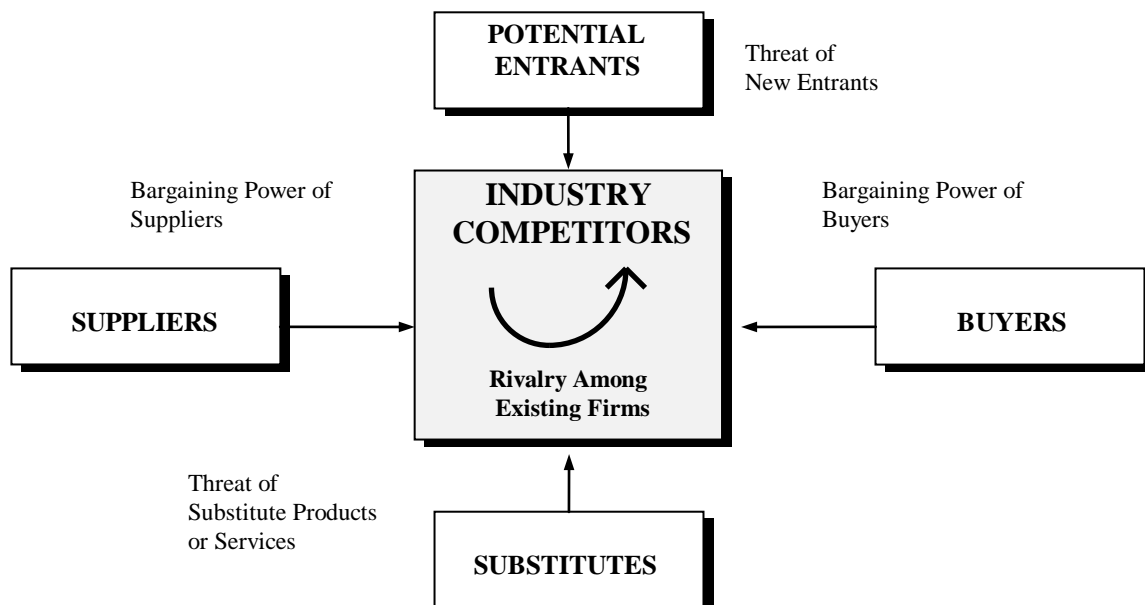 POTENTIAL
ENTRANTS
Threat of
New Entrants
Bargaining Power of
Suppliers
INDUSTRY
COMPETITORS
Bargaining Power of
Buyers
SUPPLIERS
BUYERS
Rivalry Among
Existing Firms
Threat of
Substitute Products
or Services
SUBSTITUTES